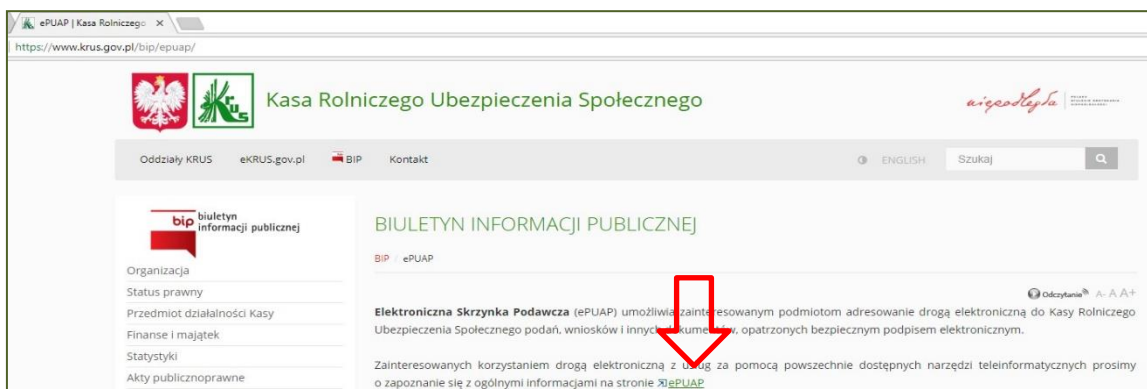 ePUAP | Kasa Rolniczego
https://www.krus.gov.pl/bip/epuap/
Krus
Kasa Rolniczego Ubezpieczenia Społecznego
niepodległa
Oddziały KRUS eKRUS.gov.pl BIP Kontakt ENGLISH Szukaj
bip biuletyn
informacji publicznej
BIULETYN INFORMACJI PUBLICZNEJ
BIP / ePUAP
Organizacja
Status prawny
Odczytanie A- A A+
Przedmiot działalności Kasy
Finanse i majątek
Statystyki
Akty publicznoprawne
Elektroniczna Skrzynka Podawcza (ePUAP) umożliwia zainteresowanym podmiotom adresowanie drogą elektroniczną do Kasy Rolniczego
Ubezpieczenia Społecznego podań, wniosków i innych dokumentów, opatrzonych bezpiecznym podpisem elektronicznym.
Zainteresowanych korzystaniem drogą elektroniczną z usług za pomocą powszechnie dostępnych narzędzi teleinformatycznych prosimy
o zapoznanie się z ogólnymi informacjami na stronie ePUAP